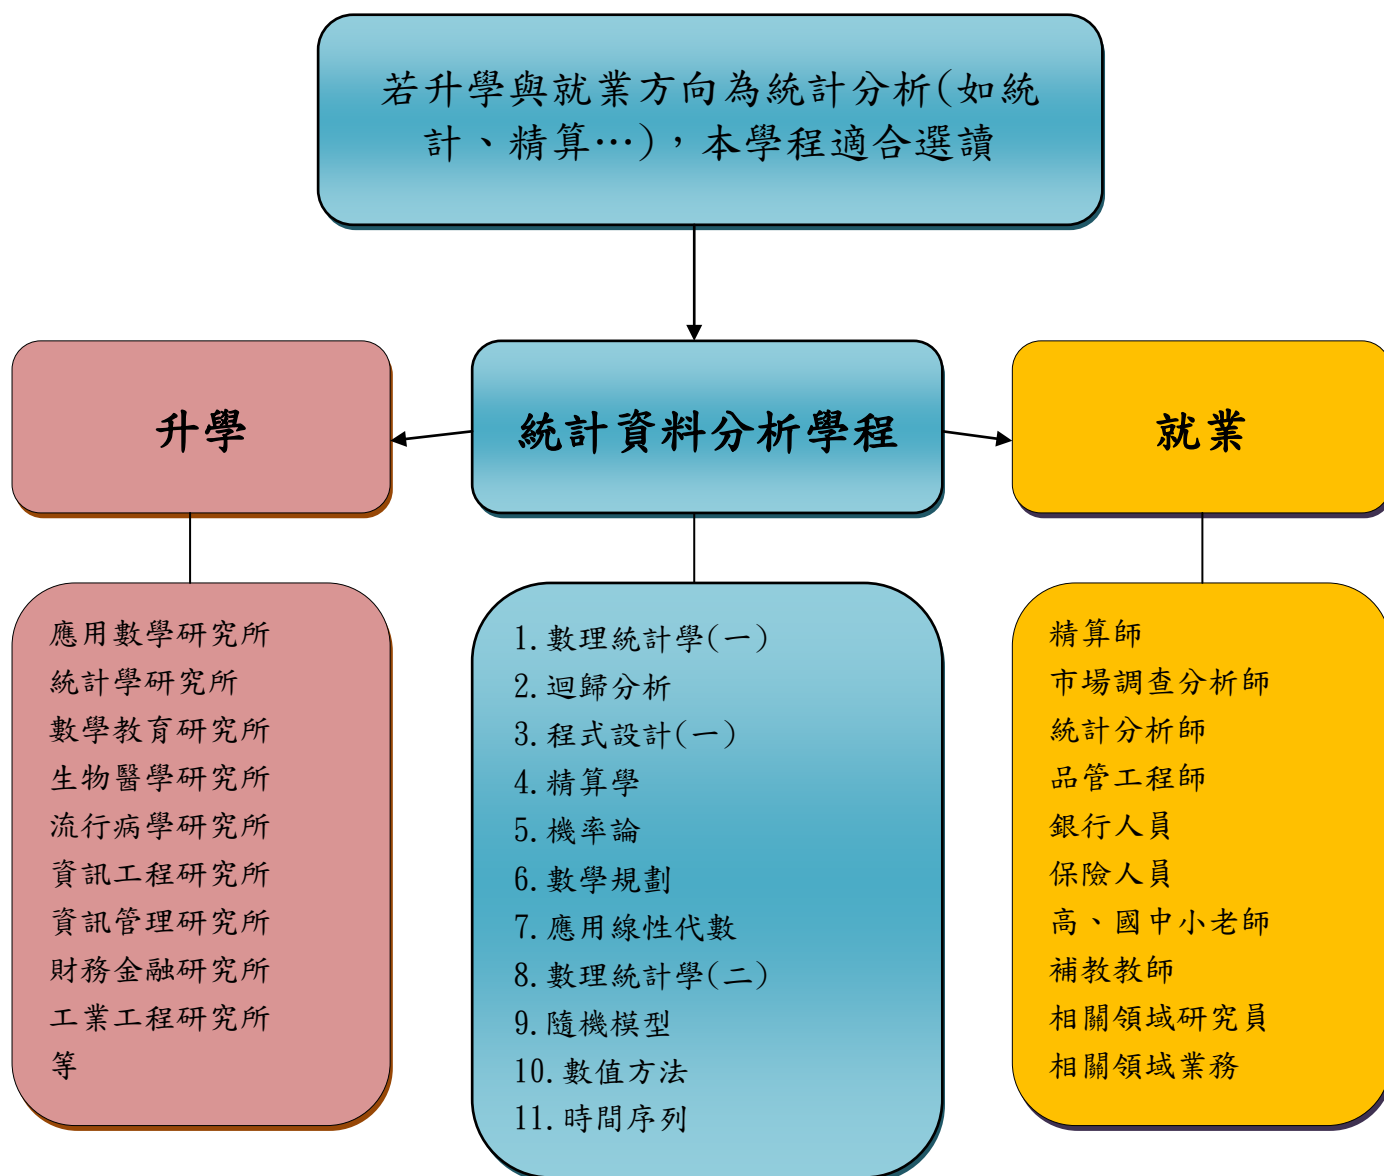 若升學與就業方向為統計分析(如統
計、精算…)，本學程適合選讀
升學
統計資料分析學程
就業
應用數學研究所
統計學研究所
數學教育研究所
生物醫學研究所
流行病學研究所
資訊工程研究所
資訊管理研究所
財務金融研究所
工業工程研究所
等
1.數理統計學(一)
2.迴歸分析
3.程式設計(一)
4.精算學
5.機率論
6.數學規劃
7.應用線性代數
8.數理統計學(二)
9.隨機模型
10.數值方法
11.時間序列
精算師
市場調查分析師
統計分析師
品管工程師
銀行人員
保險人員
高、國中小老師
補教教師
相關領域研究員
相關領域業務